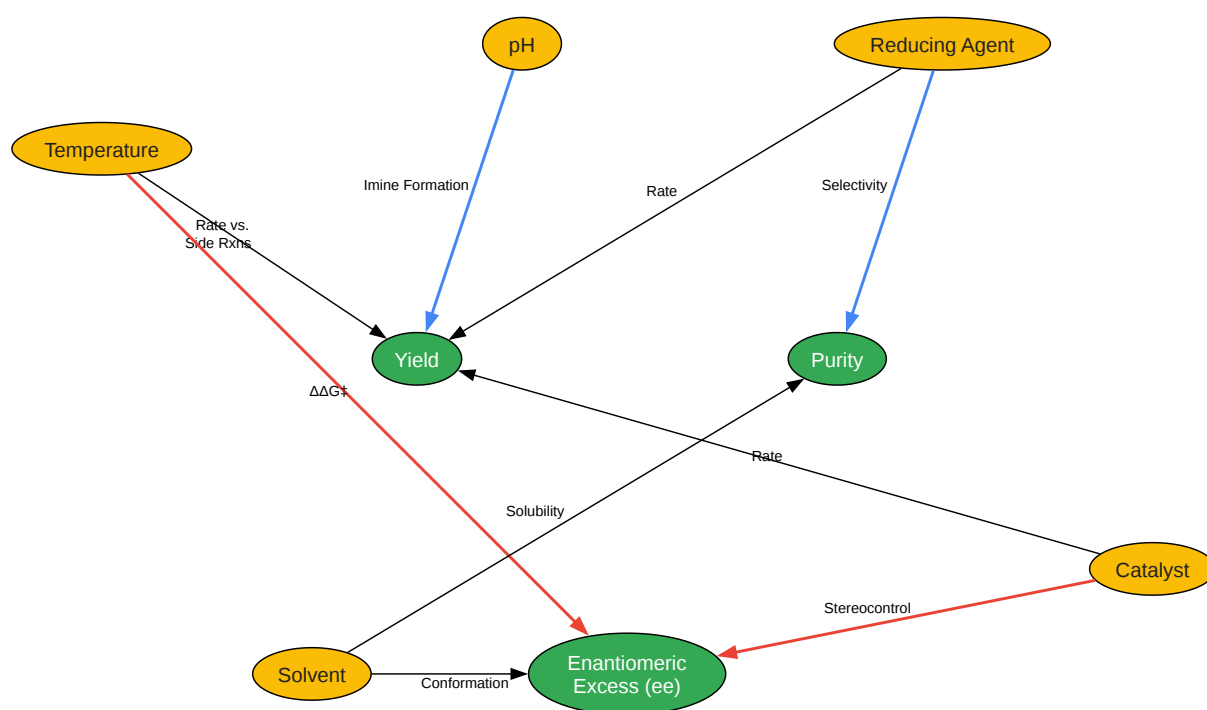 pH
Reducing Agent
Temperature
Imine Formation
Rate
Selectivity
Rate vs.
Side Rxns
Yield
Purity
ΔΔG‡
Rate
Solubility
Catalyst
Stereocontrol
Solvent
Conformation
Enantiomeric
Excess (ee)